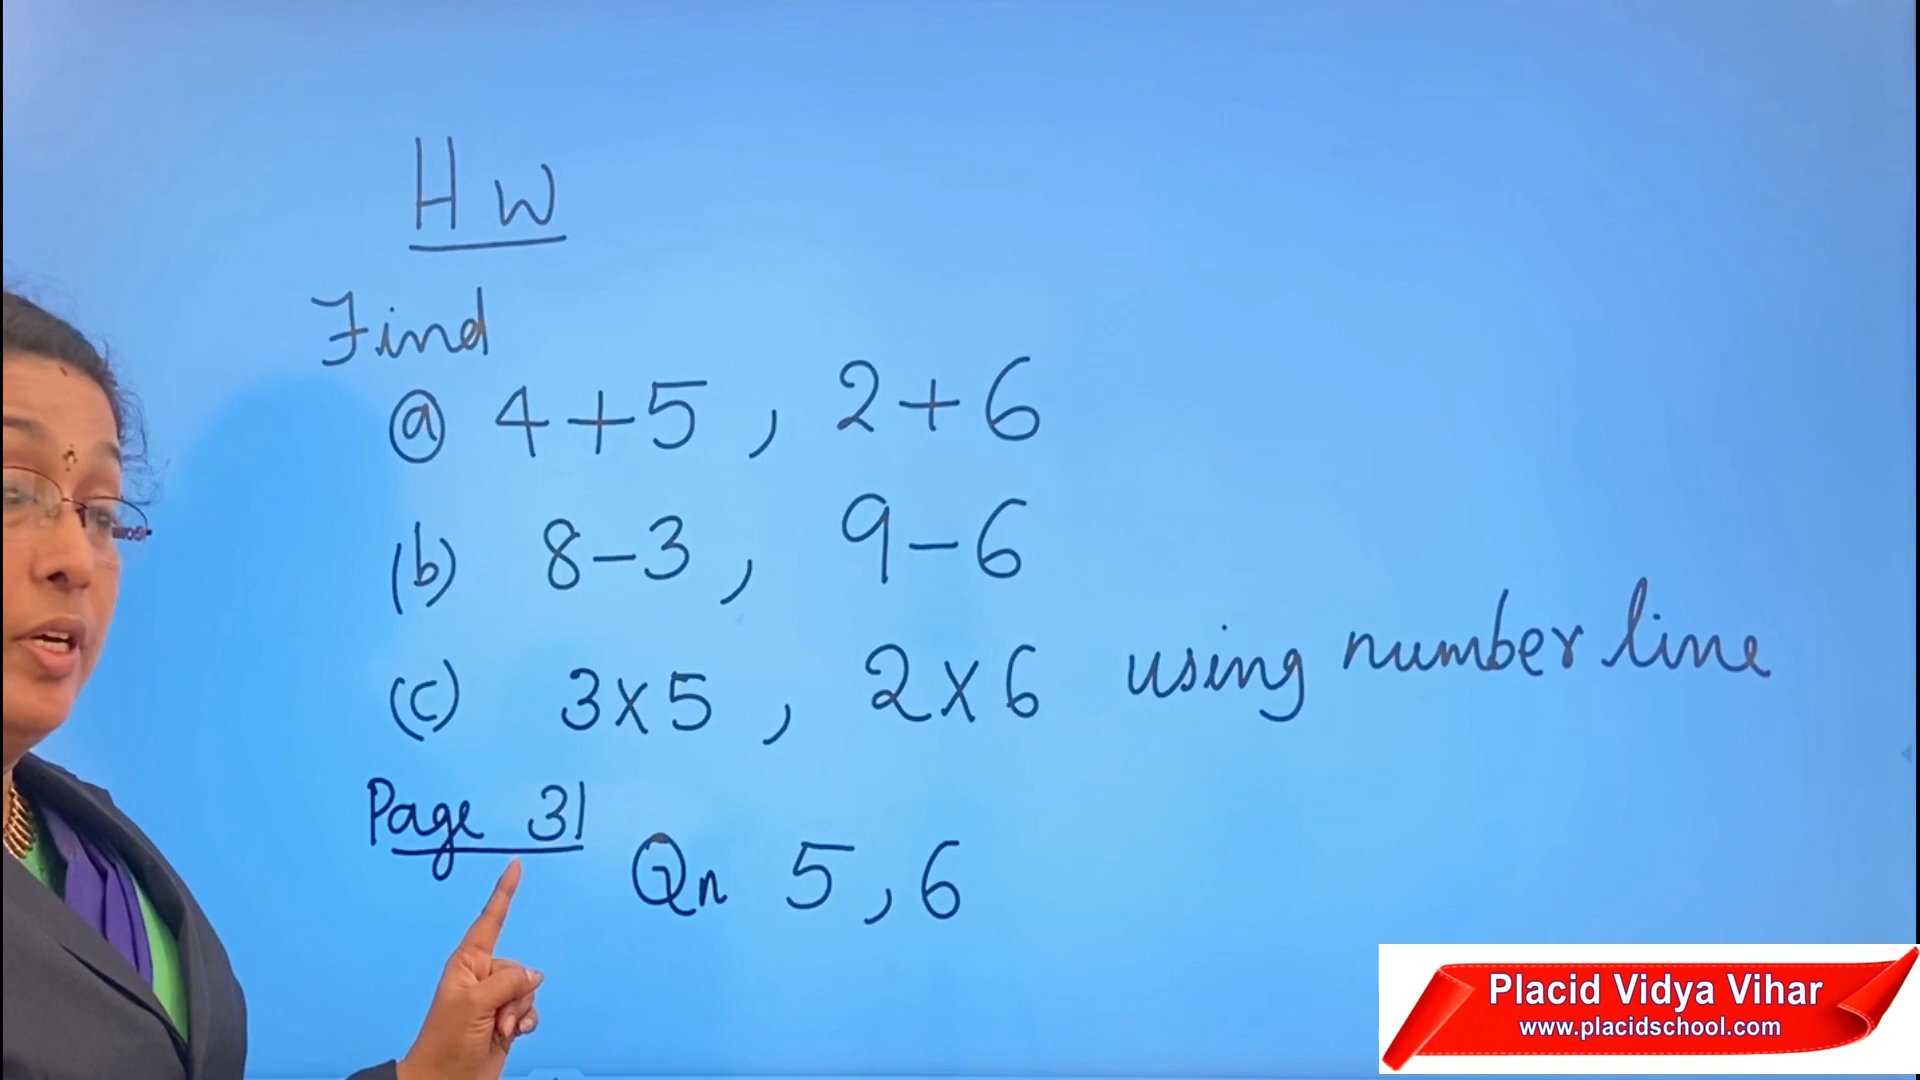 HW
Find
(a) 4+5, 2+6
(b) 8-3, 9-6
(c) 3x5, 2x6 using number line
Page 31
Qn 5,6
Placid Vidya Vihar
www.placidschool.com